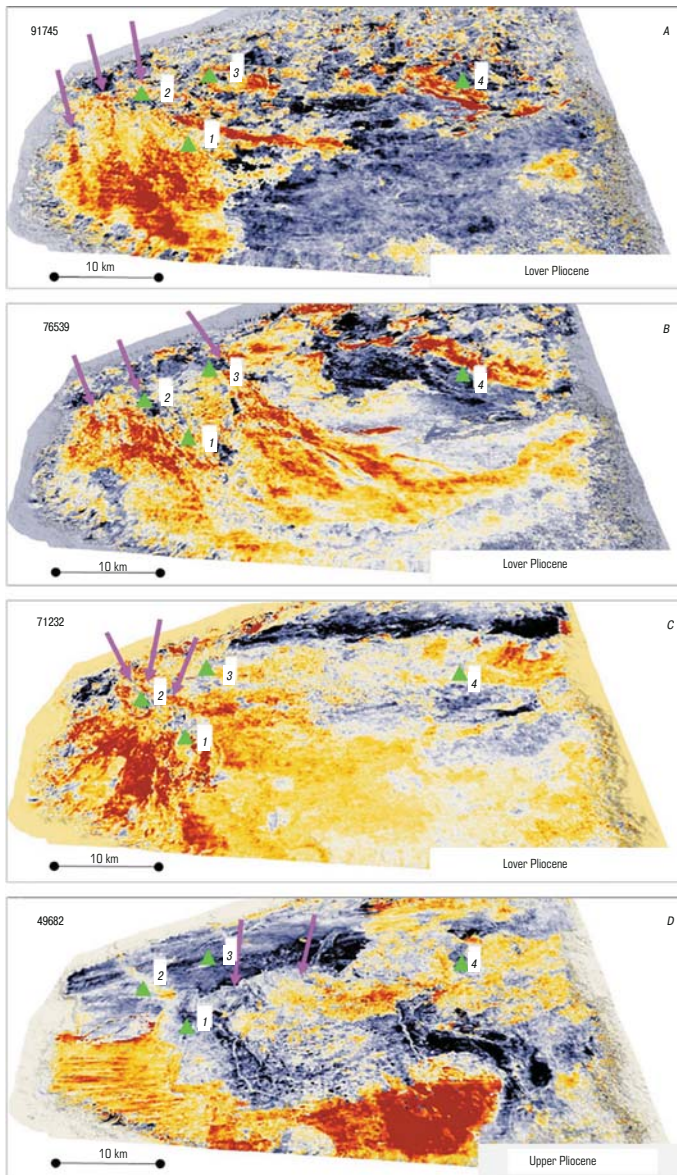 91745 A
2 3 4
1
10 km Lover Pliocene
76539 B
2 3 4
1
10 km Lover Pliocene
71232 C
2 3 4
1
10 km Lover Pliocene
49682 D
2 3 4
1
10 km Upper Pliocene